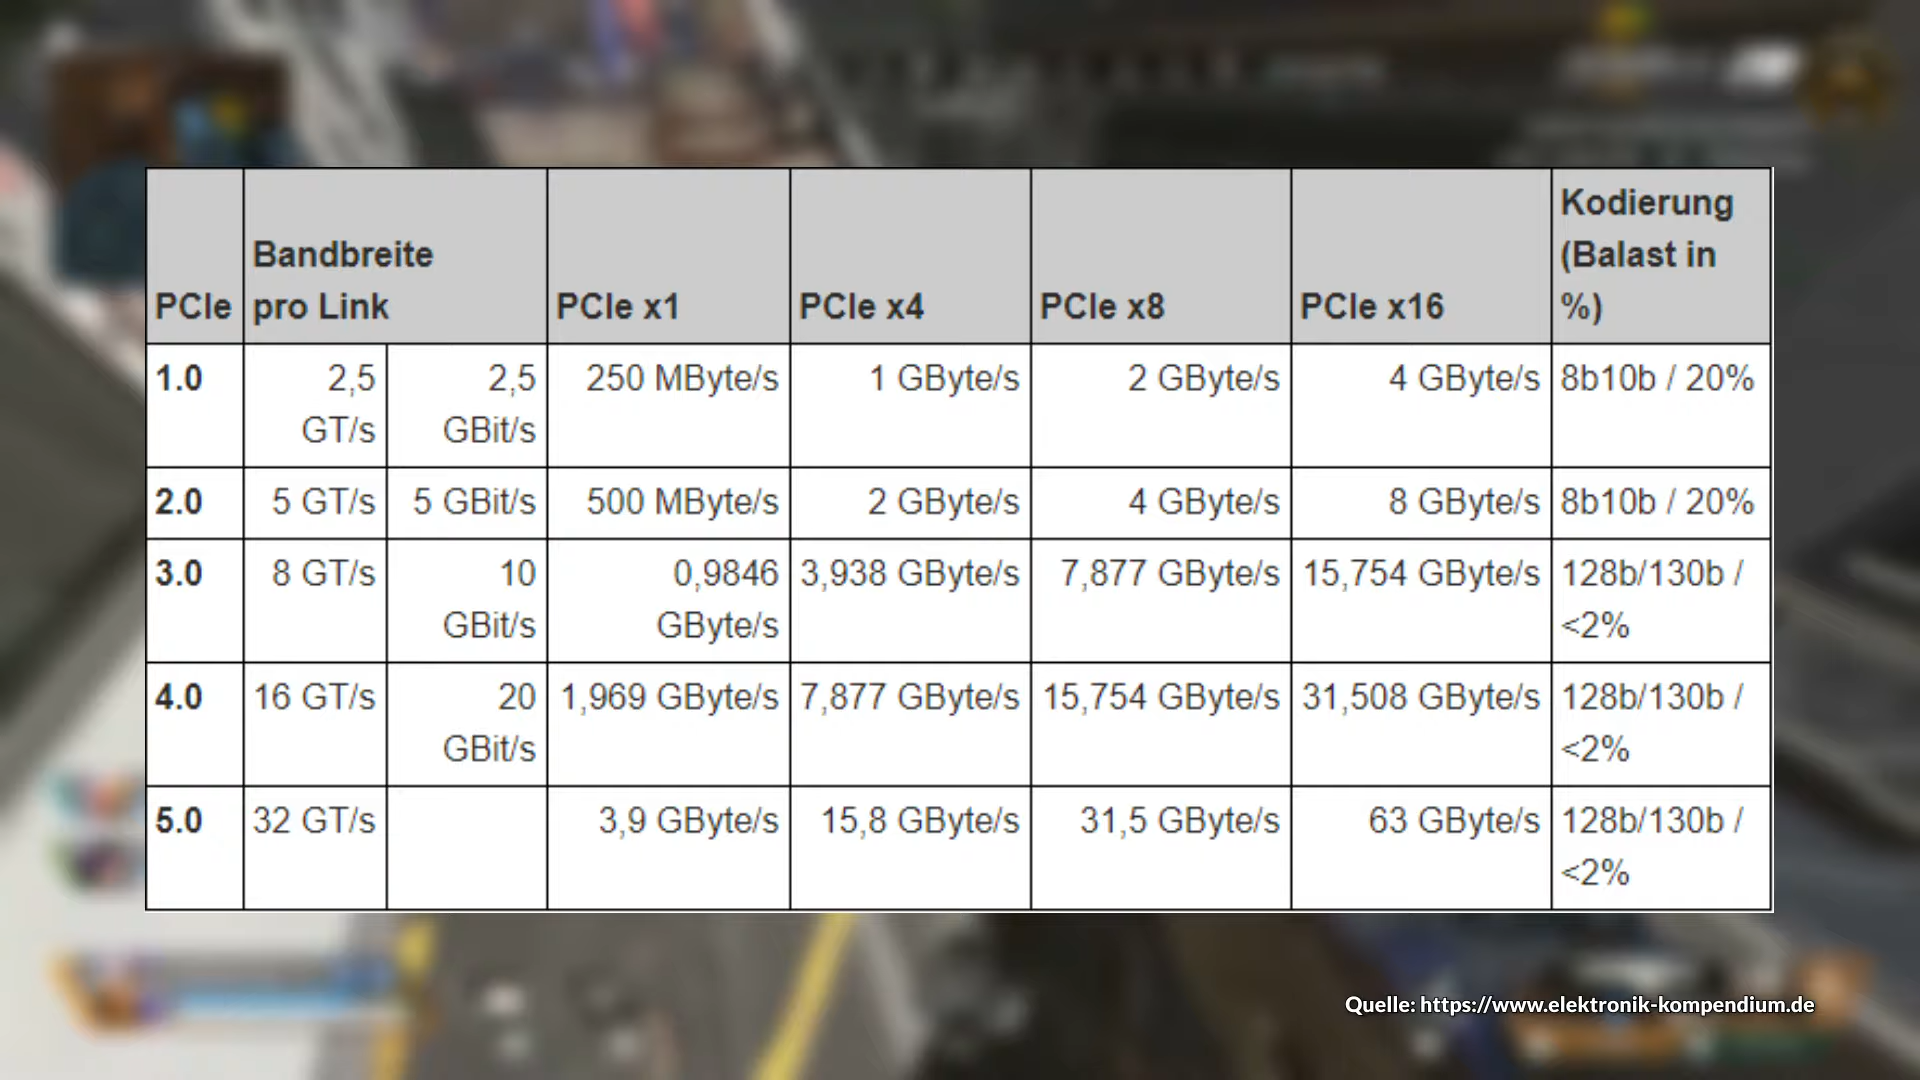 PCIe Bandbreite pro Link PCIe x1 PCIe x4 PCIe x8 PCIe x16 Kodierung (Balast in %)
1.0 2,5 GT/s 2,5 GBit/s 250 MByte/s 1 GByte/s 2 GByte/s 4 GByte/s 8b10b / 20%
2.0 5 GT/s 5 GBit/s 500 MByte/s 2 GByte/s 4 GByte/s 8 GByte/s 8b10b / 20%
3.0 8 GT/s 10 GBit/s 0,9846 GByte/s 3,938 GByte/s 7,877 GByte/s 15,754 GByte/s 128b/130b / <2%
4.0 16 GT/s 20 GBit/s 1,969 GByte/s 7,877 GByte/s 15,754 GByte/s 31,508 GByte/s 128b/130b / <2%
5.0 32 GT/s 3,9 GByte/s 15,8 GByte/s 31,5 GByte/s 63 GByte/s 128b/130b / <2%
Quelle: https://www.elektronik-kompendium.de